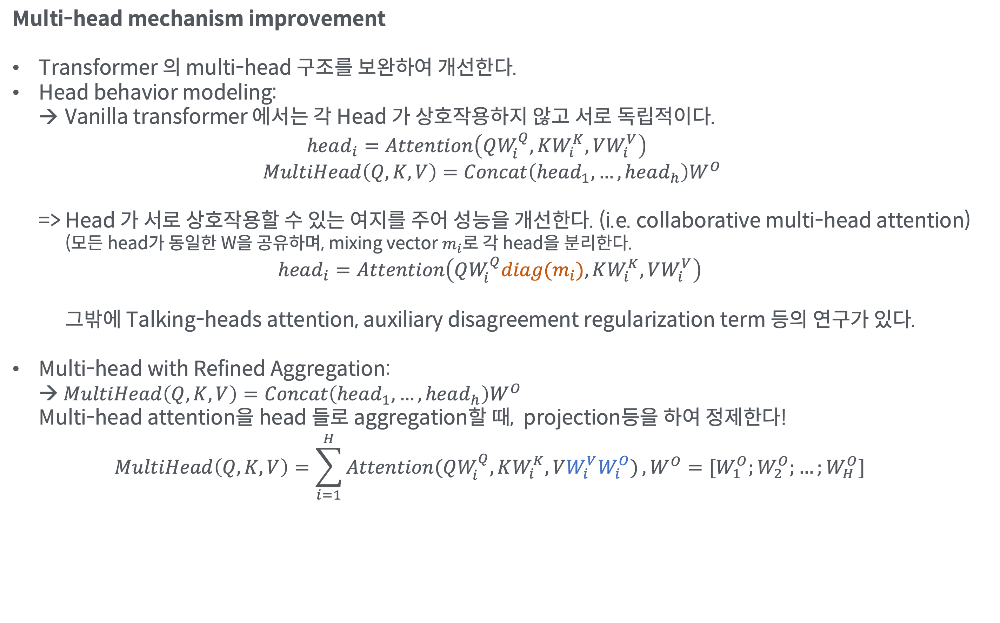 Multi-head mechanism improvement
• Transformer 의 multi-head 구조를 보완하여 개선한다.
• Head behavior modeling:
→ Vanilla transformer 에서는 각 Head 가 상호작용하지 않고 서로 독립적이다.
head_i = Attention(QW_i^Q, KW_i^K, VW_i^V)
MultiHead(Q, K, V) = Concat(head_1, … , head_h)W^O
=> Head 가 서로 상호작용할 수 있는 여지를 주어 성능을 개선한다. (i.e. collaborative multi-head attention)
(모든 head가 동일한 W을 공유하며, mixing vector m_i로 각 head을 분리한다.
head_i = Attention(QW_i^Q diag(m_i), KW_i^K, VW_i^V)
그밖에 Talking-heads attention, auxiliary disagreement regularization term 등의 연구가 있다.
• Multi-head with Refined Aggregation:
→ MultiHead(Q, K, V) = Concat(head_1, … , head_h)W^O
Multi-head attention을 head 들로 aggregation할 때, projection등을 하여 정제한다!
MultiHead(Q, K, V) = ∑_{i=1}^{H} Attention(QW_i^Q, KW_i^K, VW_i^V W_i^O) , W^O = [W_1^O; W_2^O; … ; W_H^O]